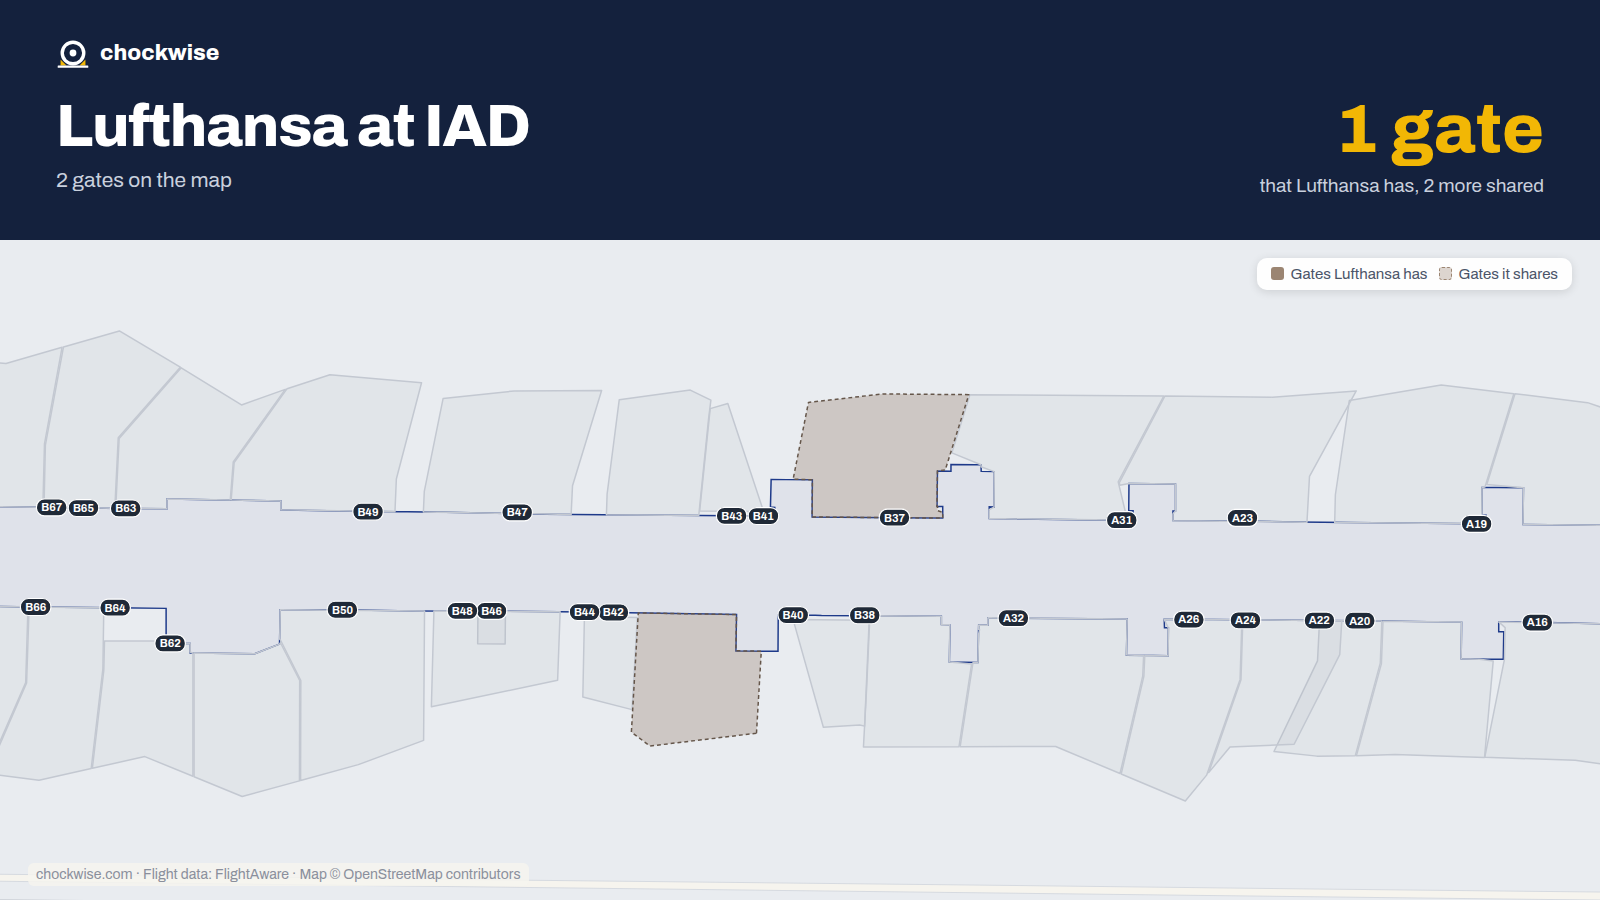 chockwise
Lufthansa at IAD
2 gates on the map
1 gate
that Lufthansa has, 2 more shared
Gates Lufthansa has
Gates it shares
B67 B65 B63 B49 B47 B43 B41 B37 A31 A23 A19
B66 B64 B62 B50 B48 B46 B44 B42 B40 B38 A32 A26 A24 A22 A20 A16
chockwise.com · Flight data: FlightAware · Map © OpenStreetMap contributors